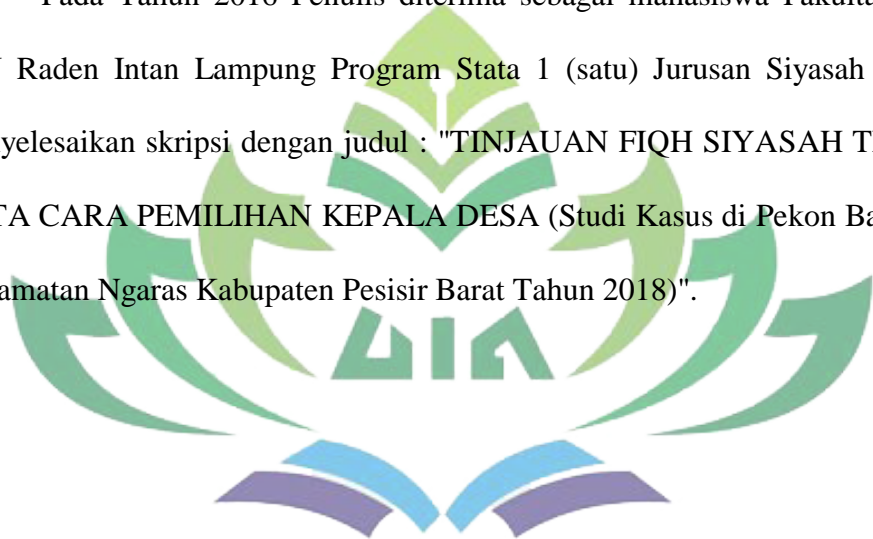 Pada Tahun 2016 Penulis diterima sebagai mahasiswa
Raden Intan Lampung Program Stata 1 (satu) Jurusan Siyasah
yelesaikan skripsi dengan judul : "TINJAUAN FIQH SIYASAH
TA CARA PEMILIHAN KEPALA DESA (Studi Kasus di Pekon Ba
amatan Ngaras Kabupaten Pesisir Barat Tahun 2018)".
UIN